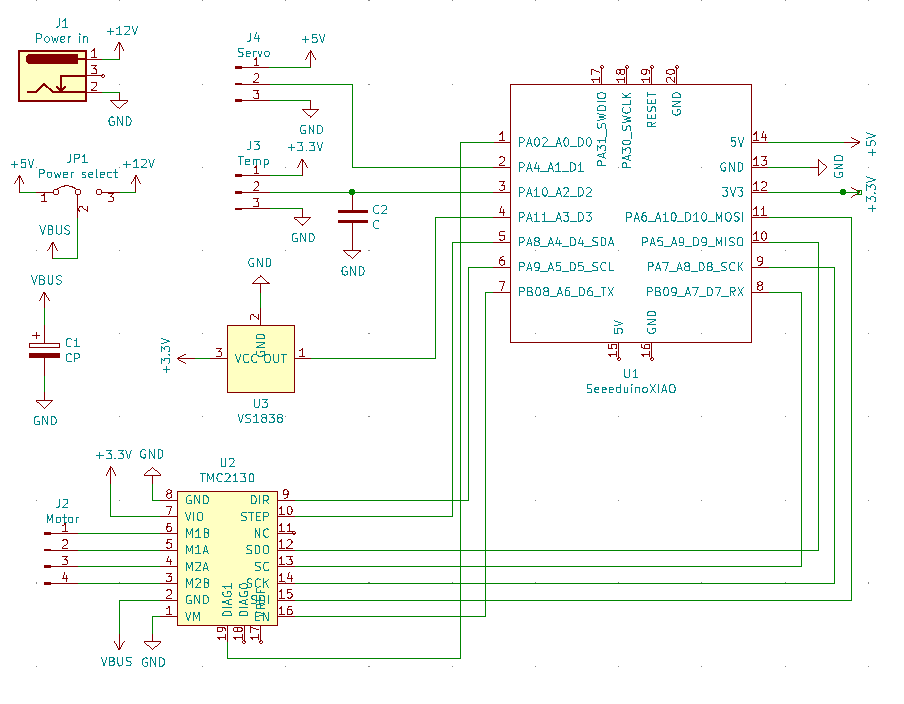 J1
Power in
+12V
1
3
2
GND
J4
Servo
+5V
1
2
3
GND
J3
Temp
+3.3V
1
2
3
GND
C2
C
GND
+5V
JP1
Power select
+12V
1
2
3
VBUS
VBUS
+
C1
CP
GND
GND
2
GND
+3.3V
3
VCC
OUT
1
U3
VS1838
17
18
19
20
PA31_SWDIO
PA30_SWCLK
RESET
GND
1
PA02_A0_D0
2
PA4_A1_D1
3
PA10_A2_D2
4
PA11_A3_D3
5
PA8_A4_D4_SDA
6
PA9_A5_D5_SCL
7
PB08_A6_D6_TX
5V
14
+5V
GND
13
GND
3V3
12
+3.3V
PA6_A10_D10_MOSI
11
PA5_A9_D9_MISO
10
PA7_A8_D8_SCK
9
PB09_A7_D7_RX
8
5V
GND
15
16
U1
SeeeduinoXIAO
+3.3V
GND
U2
TMC2130
J2
Motor
1
2
3
4
8
GND
7
VIO
6
M1B
5
M1A
4
M2A
3
M2B
2
GND
1
VM
DIR
9
STEP
10
NC
11
SDO
12
SC
13
SCK
14
SDI
15
EN
16
DIAG1
DIAG0
VREF
19
18
17
VBUS
GND